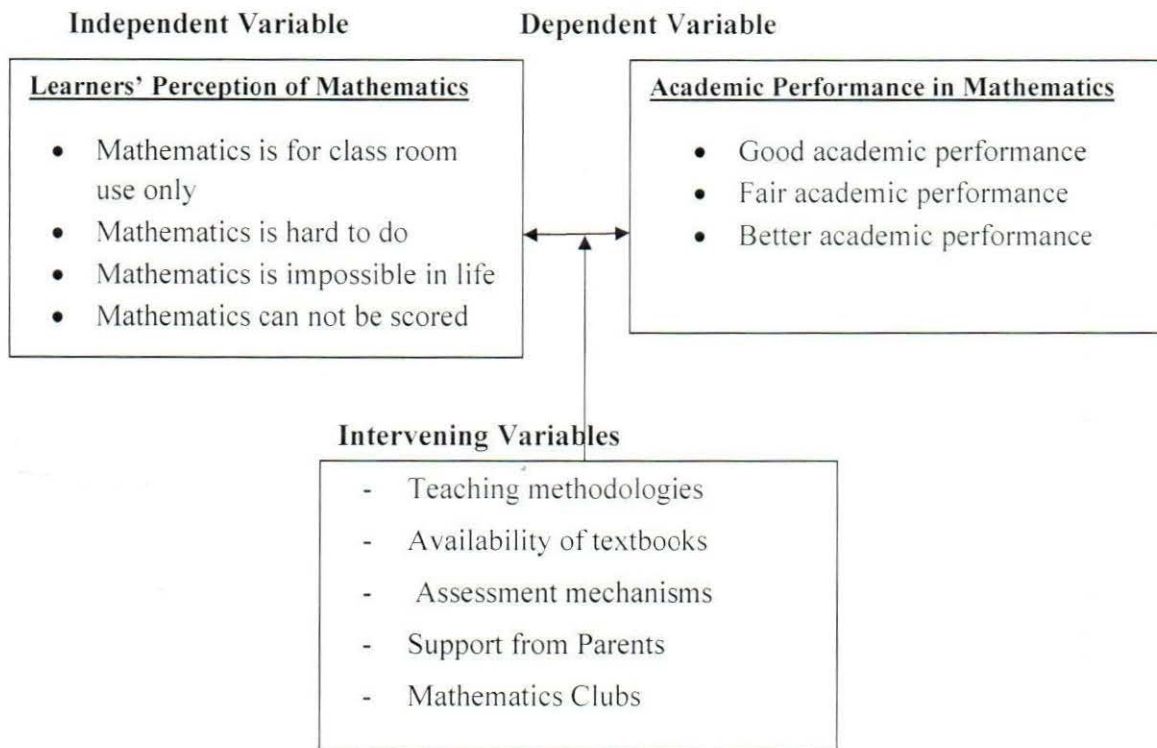 Independent Variable
Dependent Variable
Learners' Perception of Mathematics
• Mathematics is for class room
use only
• Mathematics is hard to do
• Mathematics is impossible in life
• Mathematics can not be scored
Academic Performance in Mathematics
• Good academic performance
• Fair academic performance
• Better academic performance
Intervening Variables
- Teaching methodologies
- Availability of textbooks
- Assessment mechanisms
- Support from Parents
- Mathematics Clubs